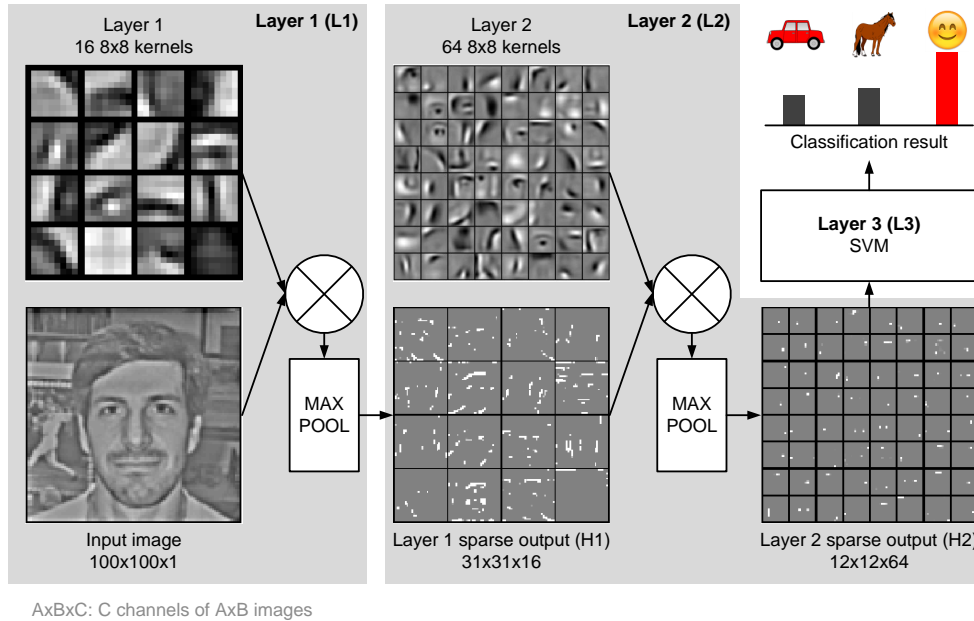 Layer 1
16 8x8 kernels
Layer 1 (L1)
Input image
100x100x1
MAX
POOL
Layer 2
64 8x8 kernels
Layer 2 (L2)
Layer 1 sparse output (H1)
31x31x16
MAX
POOL
Classification result
Layer 3 (L3)
SVM
Layer 2 sparse output (H2)
12x12x64
AxBxC: C channels of AxB images